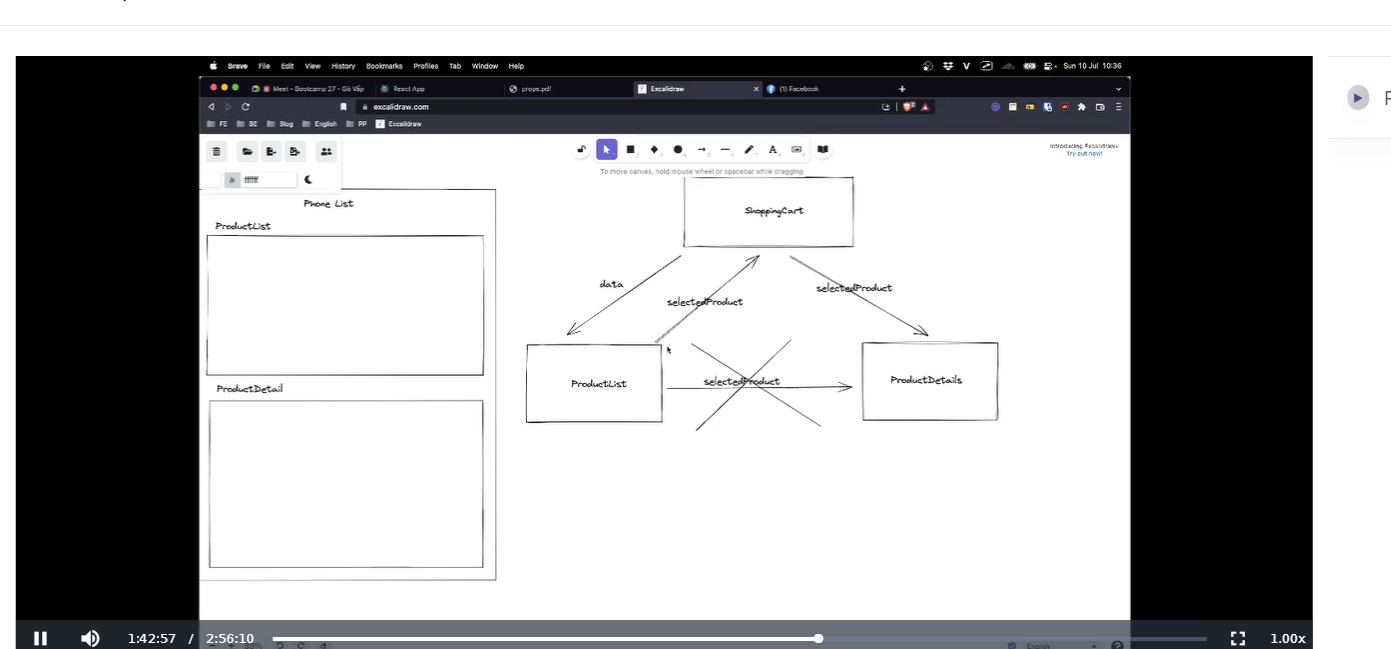 Brave File Edit View History Bookmarks Profiles Tab Window Help
Sun 10 Jul 10:36
Meet - Bootcamp 27 - Gò Vấp
React App
props.pdf
Excalidraw
(1) Facebook
excalidraw.com
FE BE Blog English PP Excalidraw
Introducing Excalidraw+
Try out now!
# ffffff
To move canvas, hold mouse wheel or spacebar while dragging
Phone List
ProductList
ProductDetail
ShoppingCart
data
selectedProduct
selectedProduct
ProductList
selectedProduct
ProductDetails
English
1:42:57 / 2:56:10
1.00x